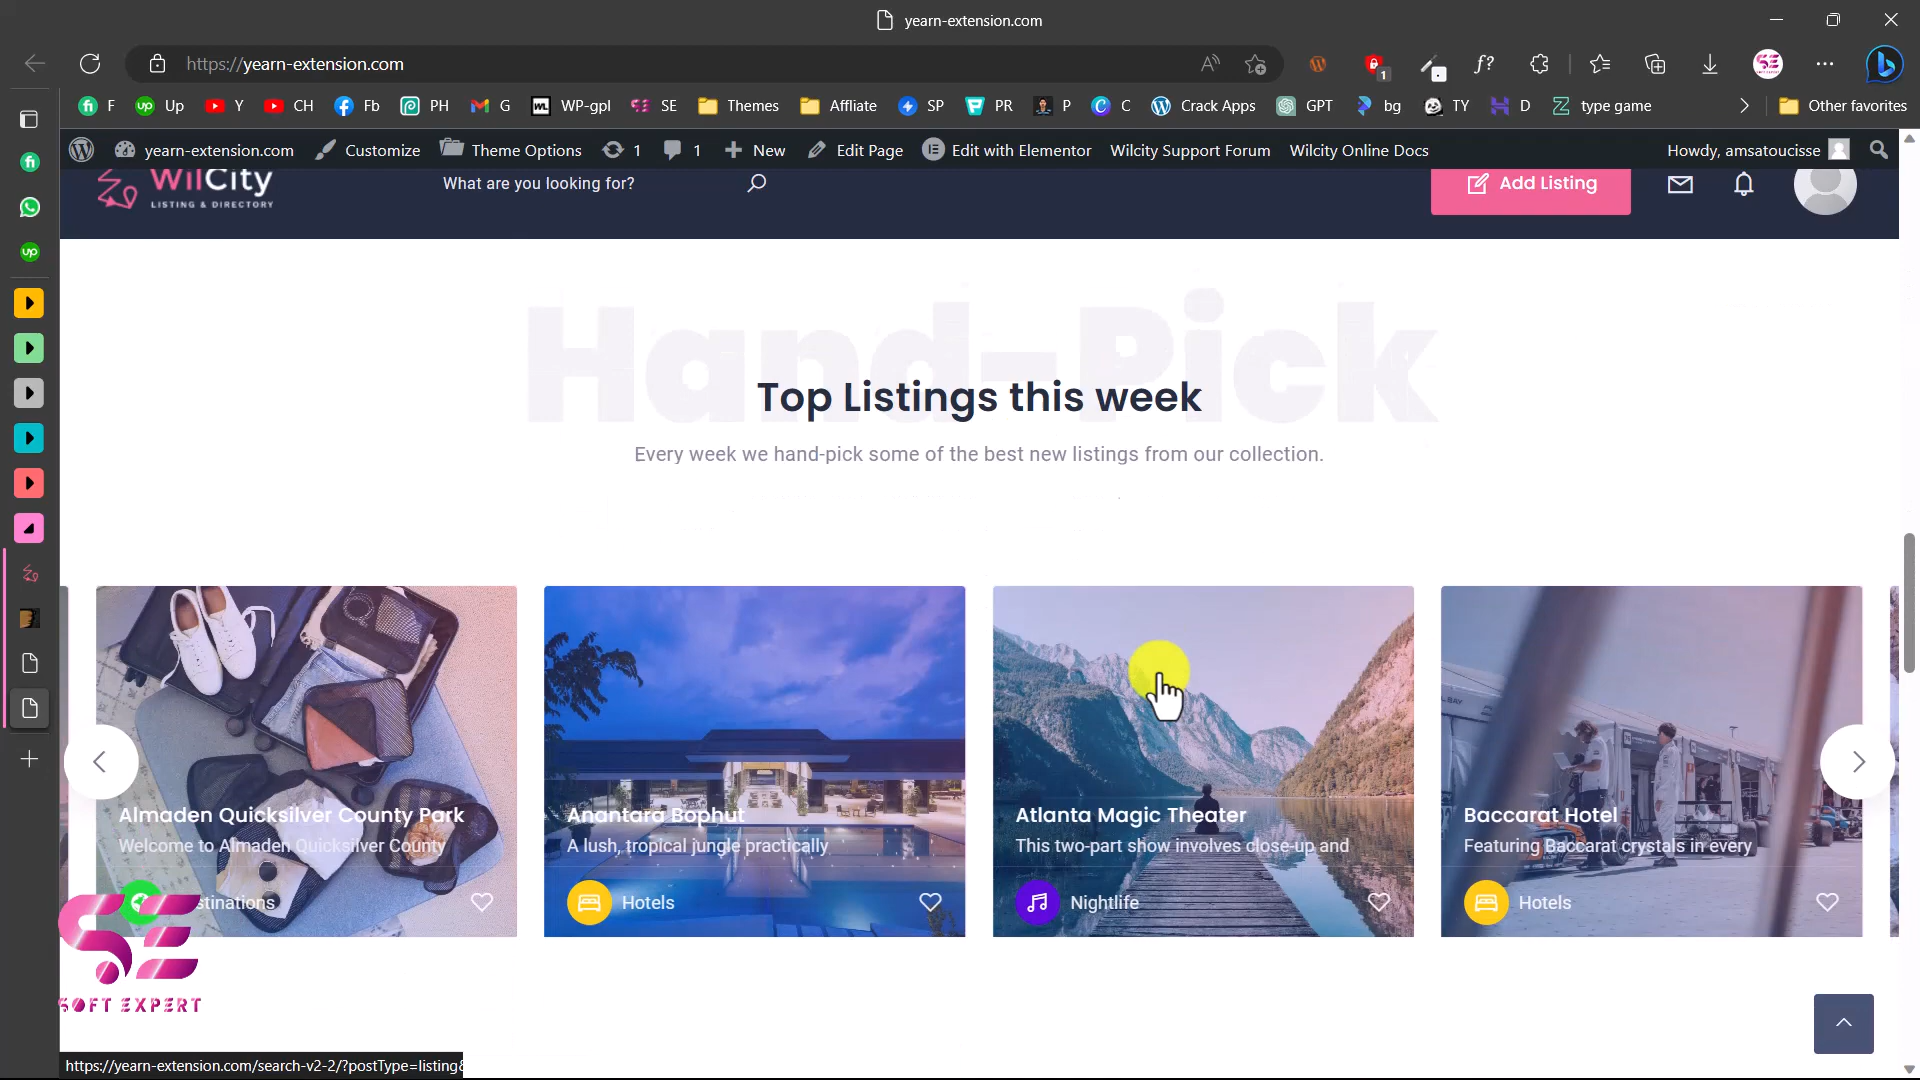 yearn-extension.com
https://yearn-extension.com
1
F
Up
Y
CH
Fb
PH
G
WP-gpl
SE
Themes
Affliate
SP
PR
P
C
Crack Apps
GPT
bg
TY
D
type game
Other favorites
yearn-extension.com
Customize
Theme Options
1
1
New
Edit Page
Edit with Elementor
Wilcity Support Forum
Wilcity Online Docs
Howdy, amsatoucisse
WilCity
LISTING & DIRECTORY
What are you looking for?
Add Listing
Hand-Pick
Top Listings this week
Every week we hand-pick some of the best new listings from our collection.
Almaden Quicksilver County Park
Welcome to Almaden Quicksilver County
stinations
Anantara Bophut
A lush, tropical jungle practically
Hotels
Atlanta Magic Theater
This two-part show involves close-up and
Nightlife
Baccarat Hotel
Featuring Baccarat crystals in every
Hotels
SE
SOFT EXPERT
https://yearn-extension.com/search-v2-2/?postType=listing&